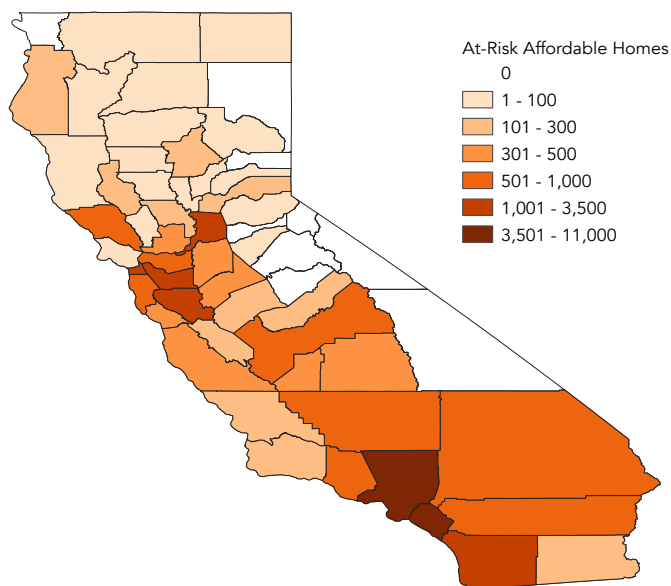 At-Risk Affordable Homes
0
1 - 100
101 - 300
301 - 500
501 - 1,000
1,001 - 3,500
3,501 - 11,000